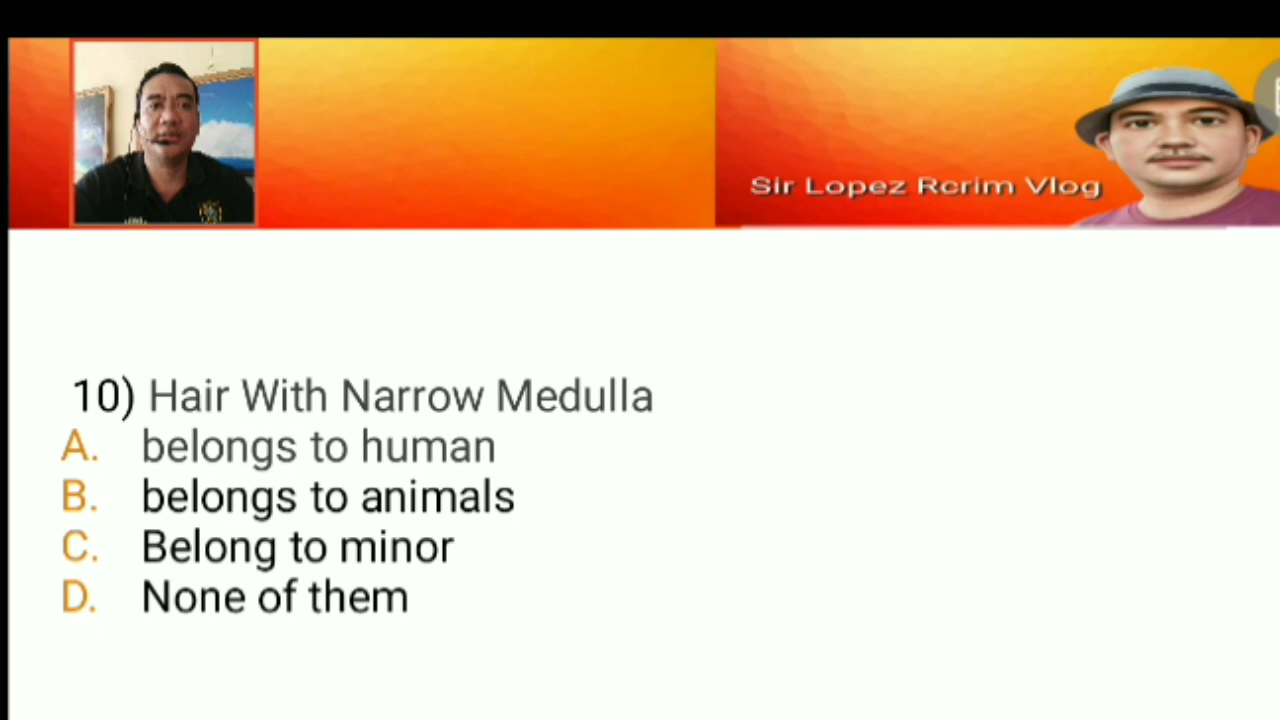 Sir Lopez Rcrim Vlog
10) Hair With Narrow Medulla
A. belongs to human
B. belongs to animals
C. Belong to minor
D. None of them